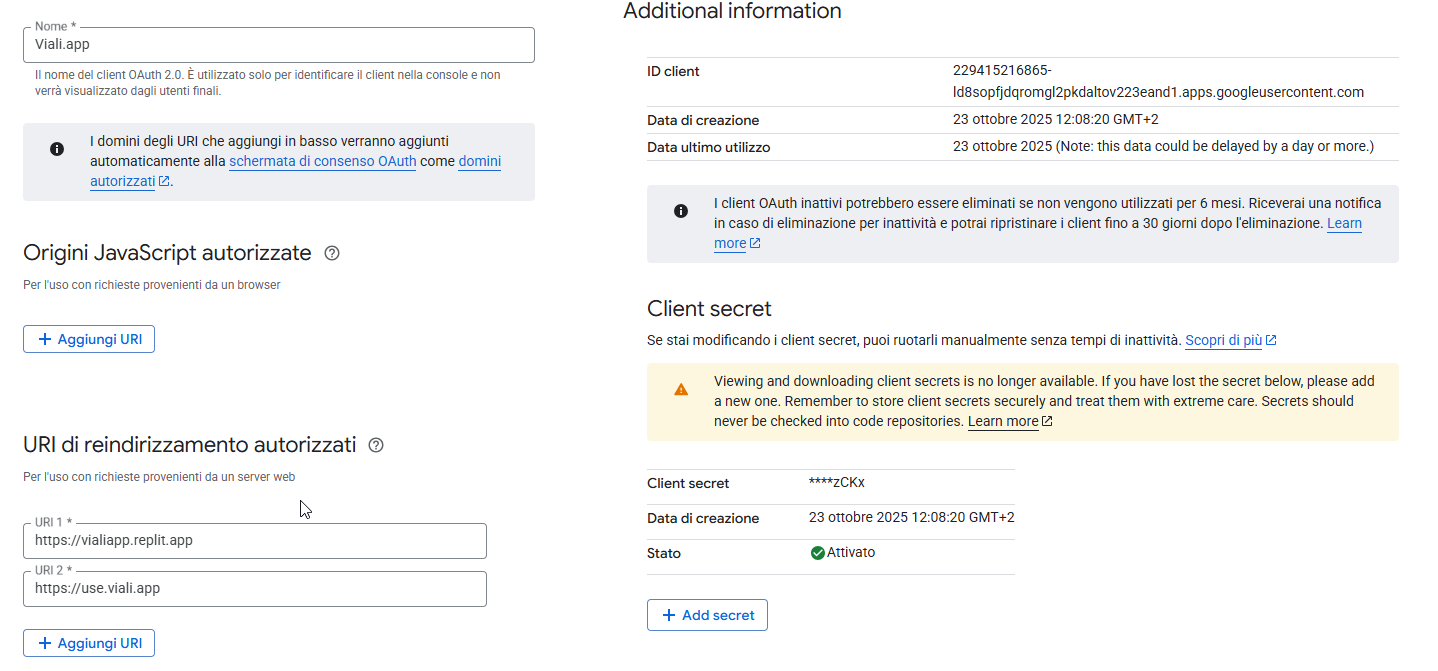 Nome *
Viali.app
Il nome del client OAuth 2.0. È utilizzato solo per identificare il client nella console e non
verrà visualizzato dagli utenti finali.
I domini degli URI che aggiungi in basso verranno aggiunti
automaticamente alla schermata di consenso OAuth come domini
autorizzati.
Origini JavaScript autorizzate
Per l'uso con richieste provenienti da un browser
+ Aggiungi URI
URI di reindirizzamento autorizzati
Per l'uso con richieste provenienti da un server web
URI 1 *
https://vialiapp.replit.app
URI 2 *
https://use.viali.app
+ Aggiungi URI
Additional information
ID client
229415216865-
ld8sopfjdqromgl2pkdaltov223eand1.apps.googleusercontent.com
Data di creazione
23 ottobre 2025 12:08:20 GMT+2
Data ultimo utilizzo
23 ottobre 2025 (Note: this data could be delayed by a day or more.)
I client OAuth inattivi potrebbero essere eliminati se non vengono utilizzati per 6 mesi. Riceverai una notifica
in caso di eliminazione per inattività e potrai ripristinare i client fino a 30 giorni dopo l'eliminazione. Learn
more
Client secret
Se stai modificando i client secret, puoi ruotarli manualmente senza tempi di inattività. Scopri di più
Viewing and downloading client secrets is no longer available. If you have lost the secret below, please add
a new one. Remember to store client secrets securely and treat them with extreme care. Secrets should
never be checked into code repositories. Learn more
Client secret
****zCKx
Data di creazione
23 ottobre 2025 12:08:20 GMT+2
Stato
Attivato
+ Add secret